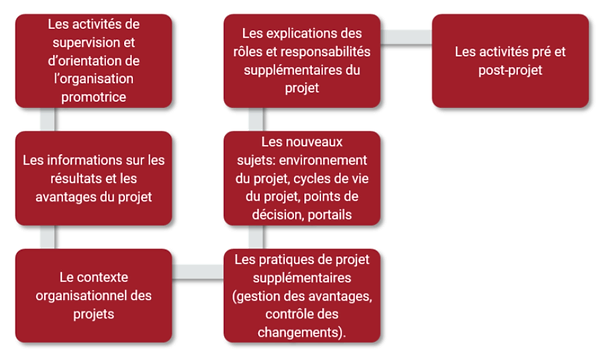 Les activités de
supervision et
d'orientation de
l'organisation
promotrice
Les informations sur les
résultats et les
avantages du projet
Le contexte
organisationnel des
projets
Les pratiques de projet
supplémentaires
(gestion des avantages,
contrôle des
changements).
Les nouveaux
sujets: environnement
du projet, cycles de vie
du projet, points de
décision, portails
Les explications des
rôles et responsabilités
supplémentaires du
projet
Les activités pré et
post-projet